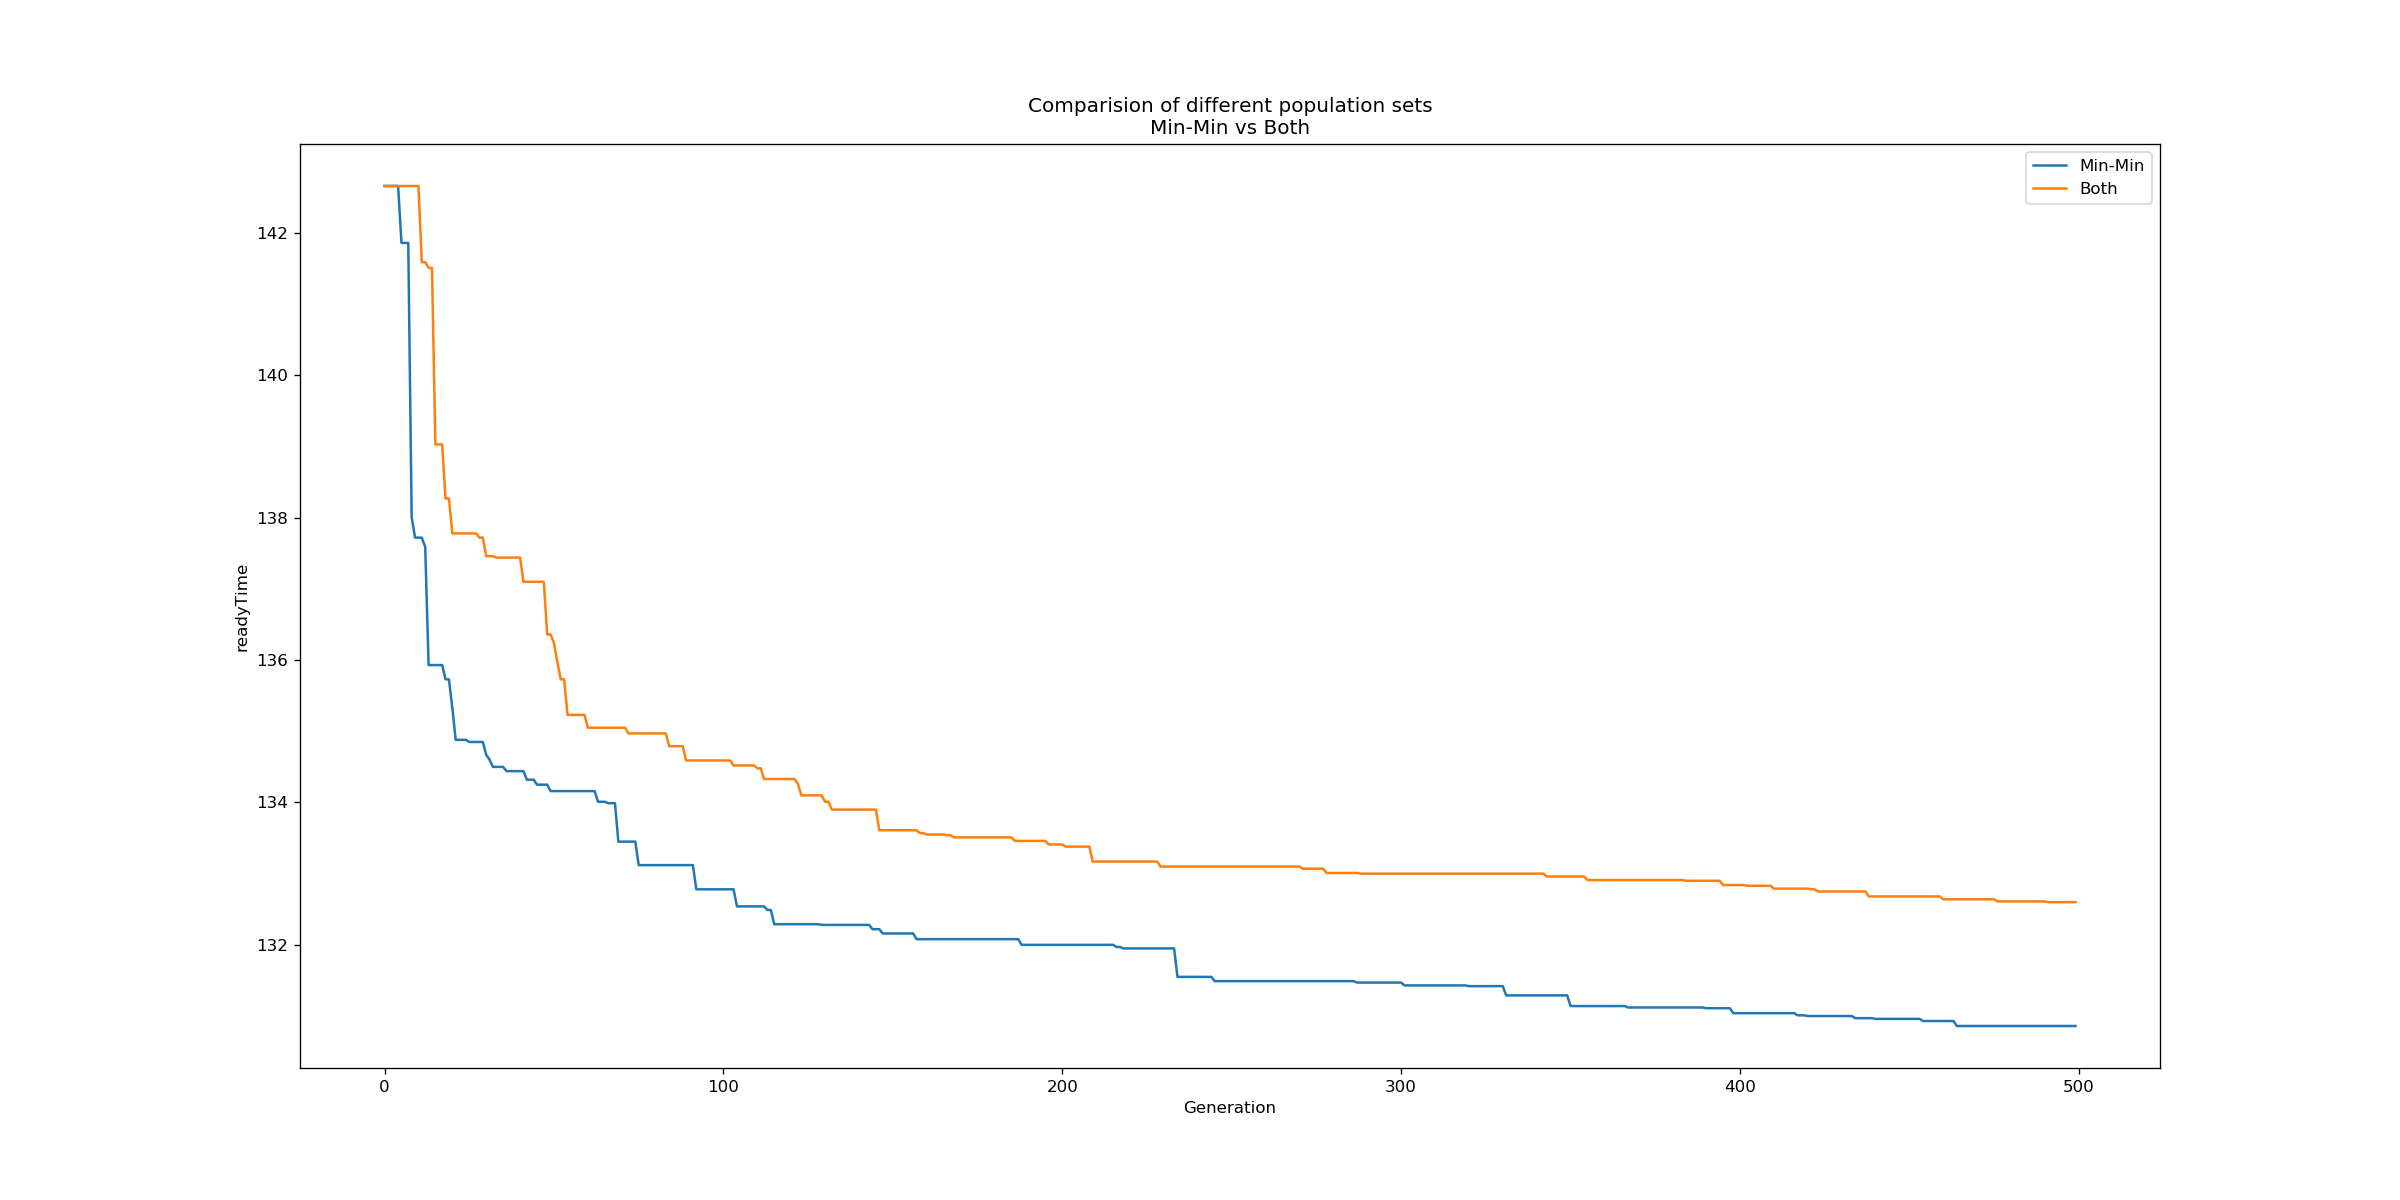 Comparision of different population sets
Min-Min vs Both
Min-Min
Both
readyTime
142
140
138
136
134
132
0 100 200 300 400 500
Generation